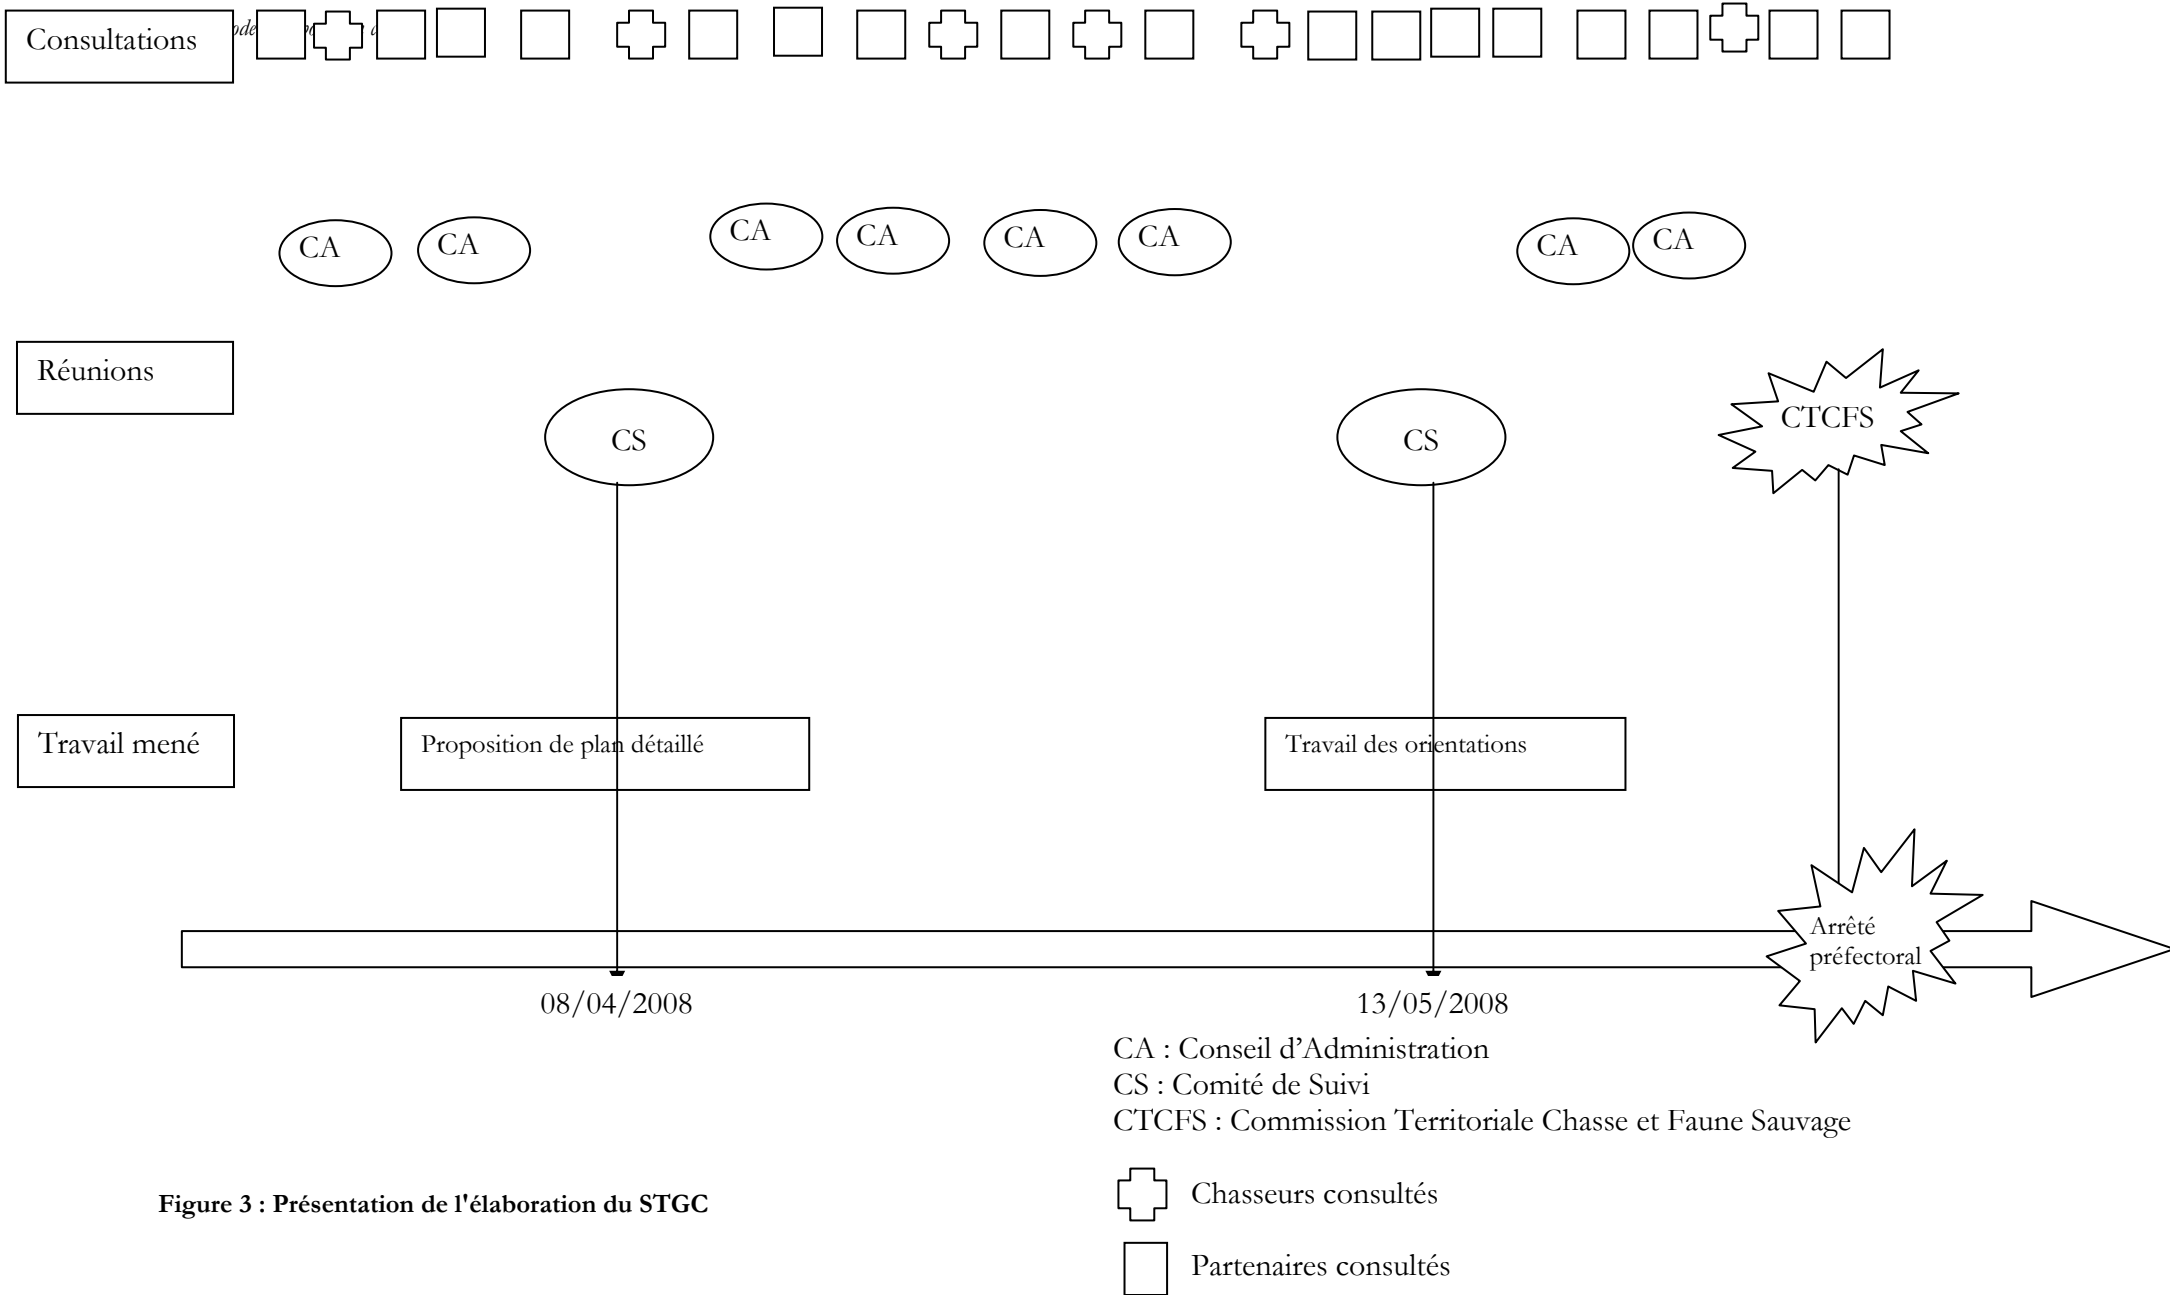 Consultations
CA CA CA CA CA CA CA CA
Réunions
CS CS CTCFS
Travail mené
Proposition de plan détaillé
Travail des orientations
Arrêté
préfectoral
08/04/2008 13/05/2008
CA : Conseil d’Administration
CS : Comité de Suivi
CTCFS : Commission Territoriale Chasse et Faune Sauvage
Chasseurs consultés
Figure 3 : Présentation de l'élaboration du STGC
Partenaires consultés